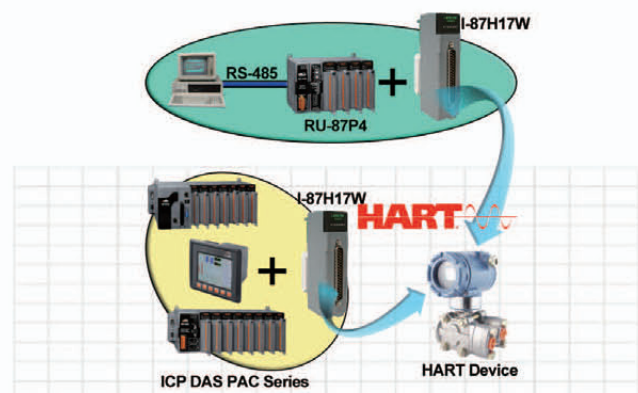 I-87H17W
RS-485
RU-87P4
I-87H17W
HART
HART Device
ICP DAS PAC Series